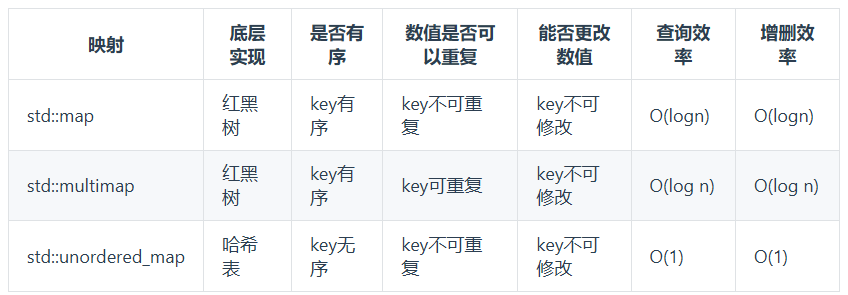 映射
底层
实现
是否有
序
数值是否可
以重复
能否更改
数值
查询效
率
增删效
率
std::map
红黑
树
key有
序
key不可重
复
key不可
修改
O(logn)
O(logn)
std::multimap
红黑
树
key有
序
key可重复
key不可
修改
O(log n)
O(log n)
std::unordered_map
哈希
表
key无
序
key不可重
复
key不可
修改
O(1)
O(1)